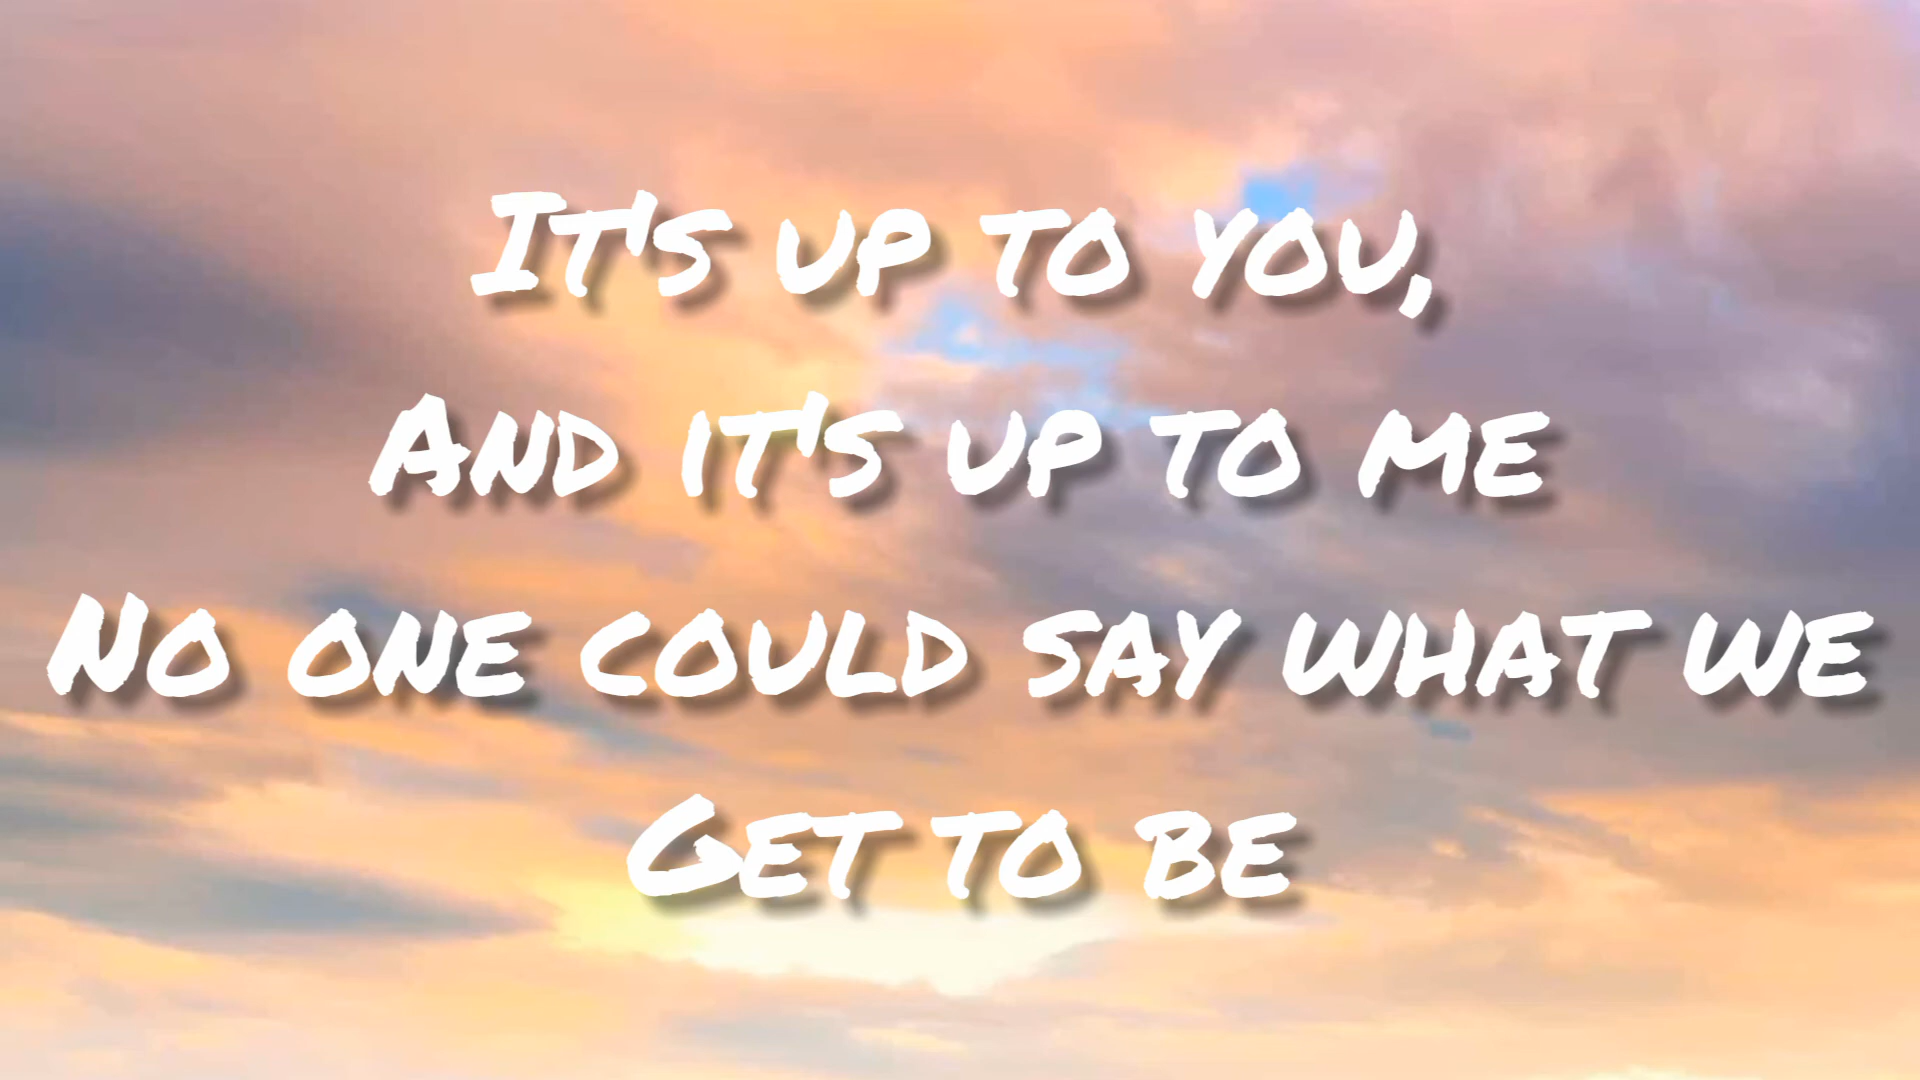 It's up to you,
And it's up to me
No one could say what we
Get to be